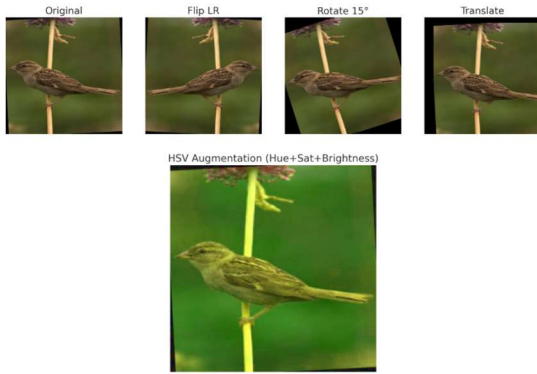 Original
Flip LR
Rotate 15°
Translate
HSV Augmentation (Hue+Sat+Brightness)